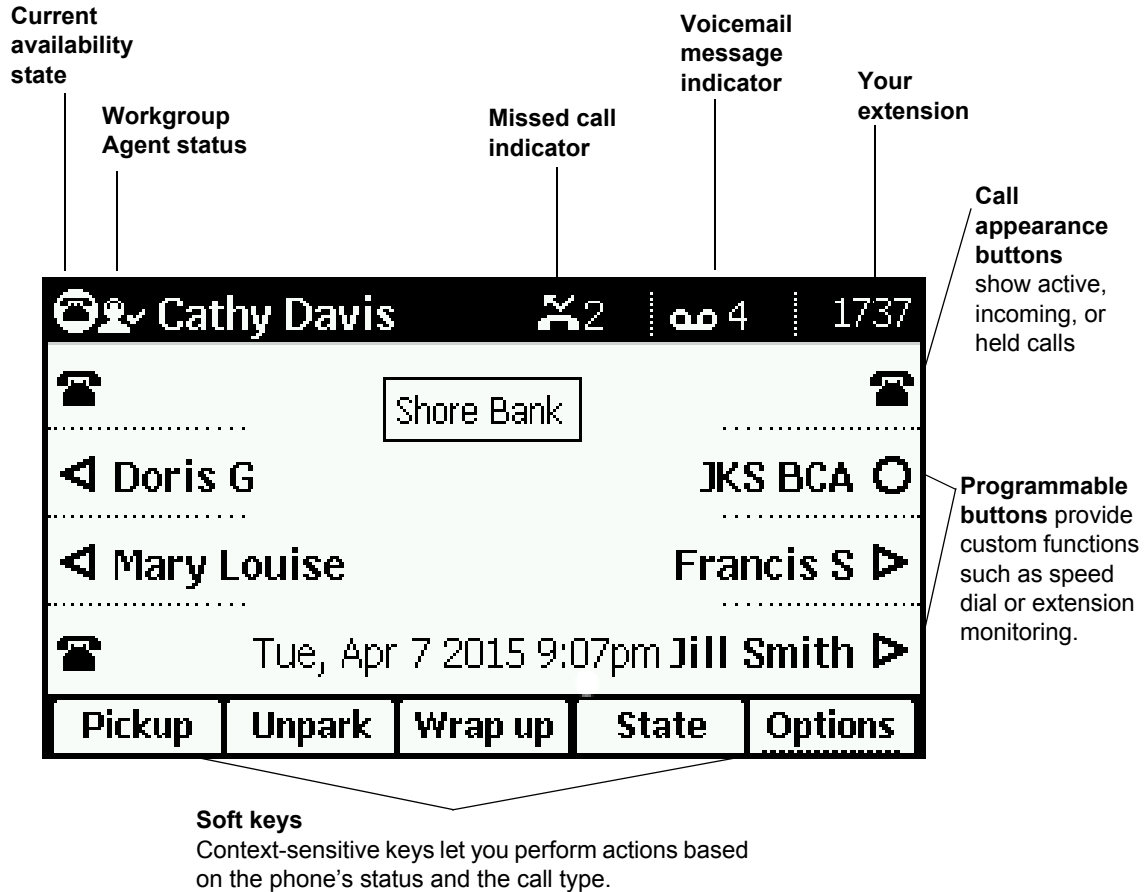 Current
availability
state
Workgroup
Agent status
Missed call
indicator
Voicemail
message
indicator
Your
extension
Call
appearance
buttons
show active,
incoming, or
held calls
Cathy Davis 2 4 1737
Shore Bank
Doris G JKS BCA
Mary Louise Francis S
Tue, Apr 7 2015 9:07pm Jill Smith
Pickup Unpark Wrap up State Options
Programmable
buttons provide
custom functions
such as speed
dial or extension
monitoring.
Soft keys
Context-sensitive keys let you perform actions based
on the phone's status and the call type.